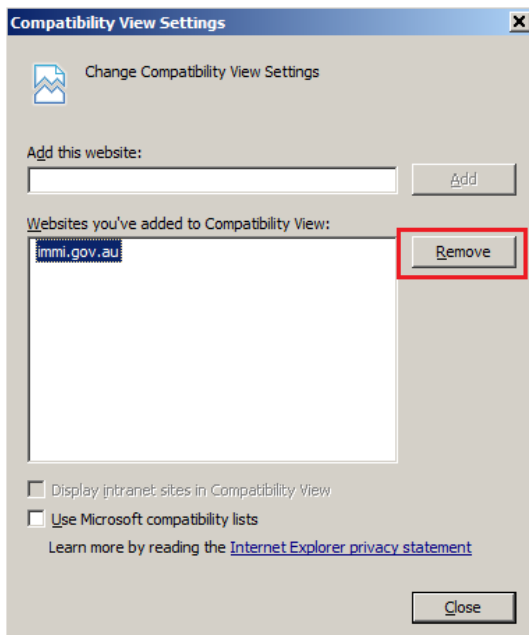 Compatibility View Settings
Change Compatibility View Settings
Add this website:
Add
Websites you've added to Compatibility View:
immi.gov.au
Remove
Display intranet sites in Compatibility View
Use Microsoft compatibility lists
Learn more by reading the Internet Explorer privacy statement
Close